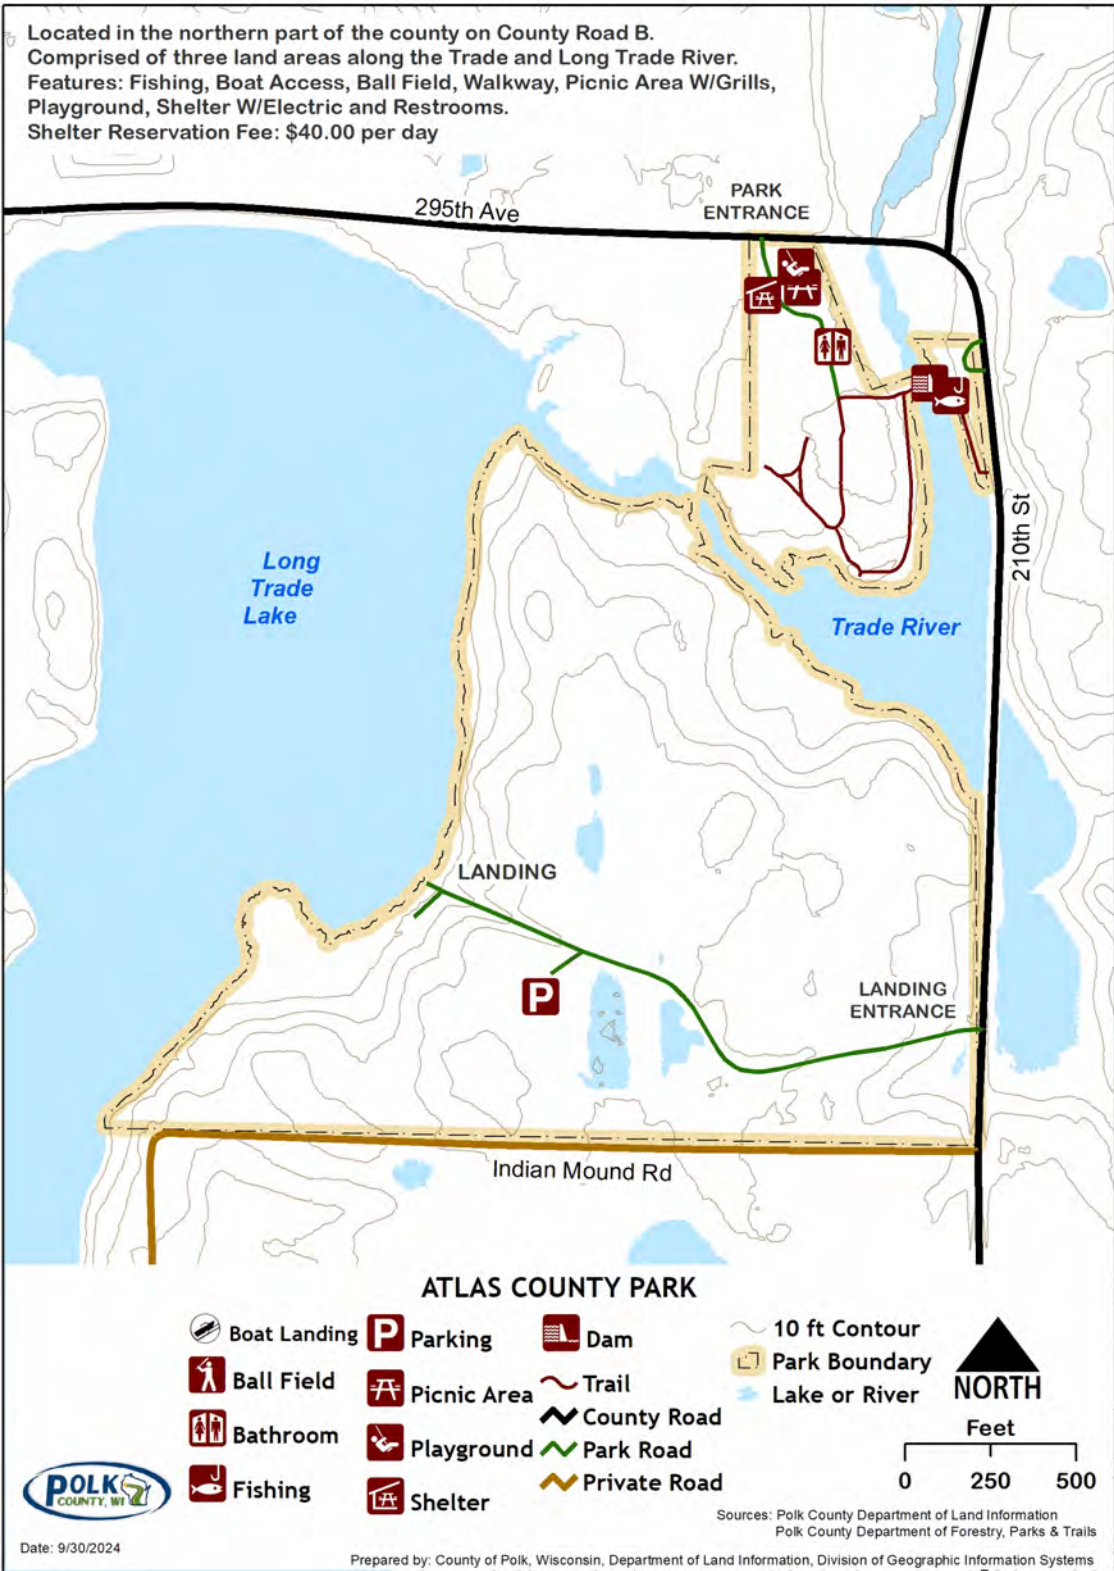 Located in the northern part of the county on County Road B.
Comprised of three land areas along the Trade and Long Trade River.
Features: Fishing, Boat Access, Ball Field, Walkway, Picnic Area W/Grills,
Playground, Shelter W/Electric and Restrooms.
Shelter Reservation Fee: $40.00 per day
PARK
ENTRANCE
295th Ave
210th St
Long
Trade
Lake
Trade River
LANDING
P
LANDING
ENTRANCE
Indian Mound Rd
ATLAS COUNTY PARK
Boat Landing
Ball Field
Bathroom
Fishing
P Parking
Picnic Area
Playground
Shelter
Dam
Trail
County Road
Park Road
Private Road
10 ft Contour
Park Boundary
Lake or River
NORTH
Feet
0 250 500
POLK
COUNTY, WI
Sources: Polk County Department of Land Information
Polk County Department of Forestry, Parks & Trails
Date: 9/30/2024
Prepared by: County of Polk, Wisconsin, Department of Land Information, Division of Geographic Information Systems